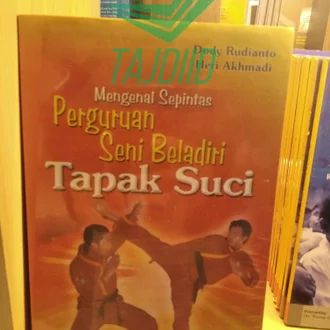 TAJDIID
Dody Rudianto
Heri Akhmadi
Mengenal Sepintas
Perguruan
Seni Beladiri
Tapak Suci